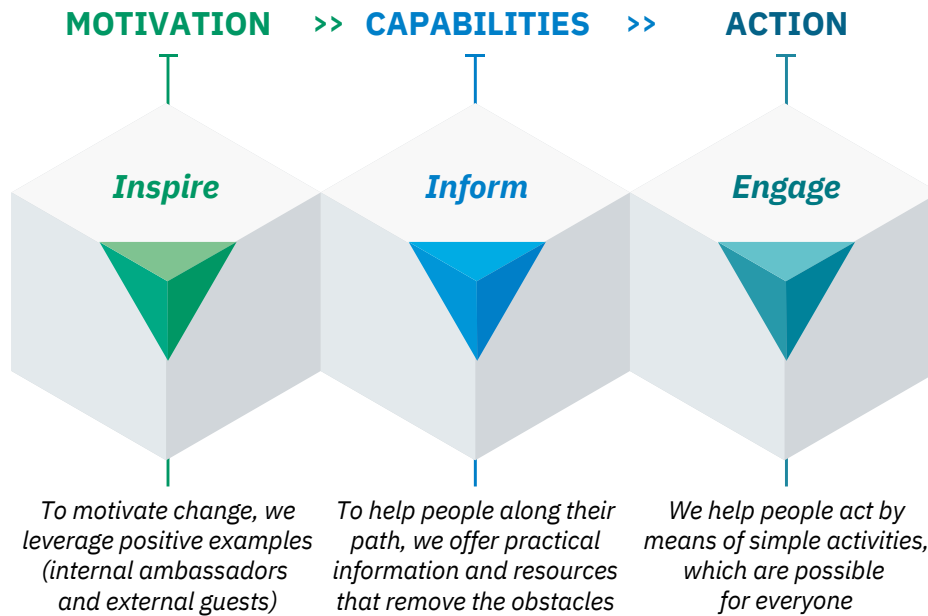 MOTIVATION >> CAPABILITIES >> ACTION
Inspire
Inform
Engage
To motivate change, we
leverage positive examples
(internal ambassadors
and external guests)
To help people along their
path, we offer practical
information and resources
that remove the obstacles
We help people act by
means of simple activities,
which are possible
for everyone